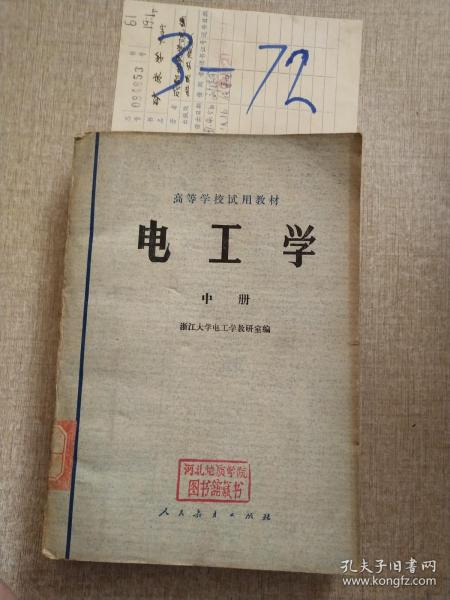 3-72
高等学校试用教材
电工学
中册
浙江大学电工学教研室编
河北地质学院
图书馆藏书
人民教育出版社
孔夫子旧书网
www.kongfz.com